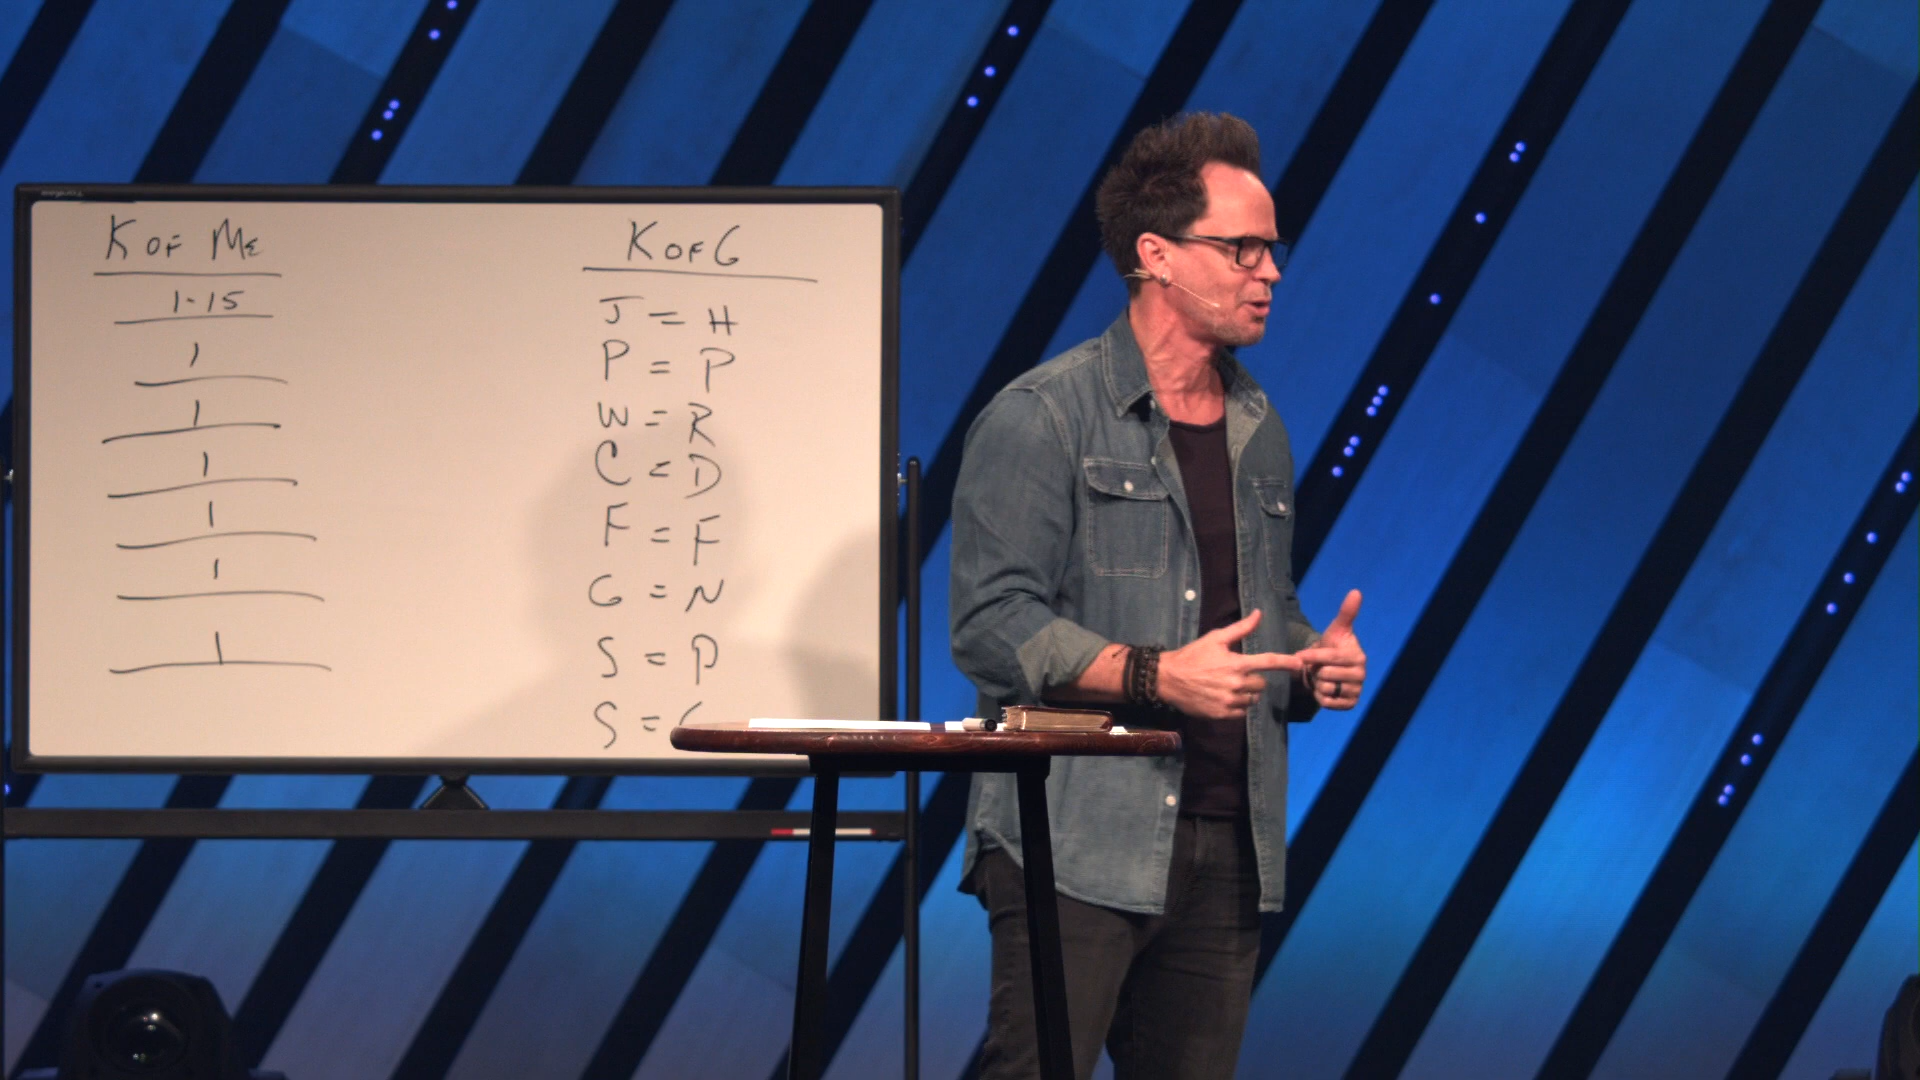 K OF ME
1-15
1
1
1
1
1
1
K OF G
J = H
P = P
W = R
C = D
F = F
G = N
S = P
S =